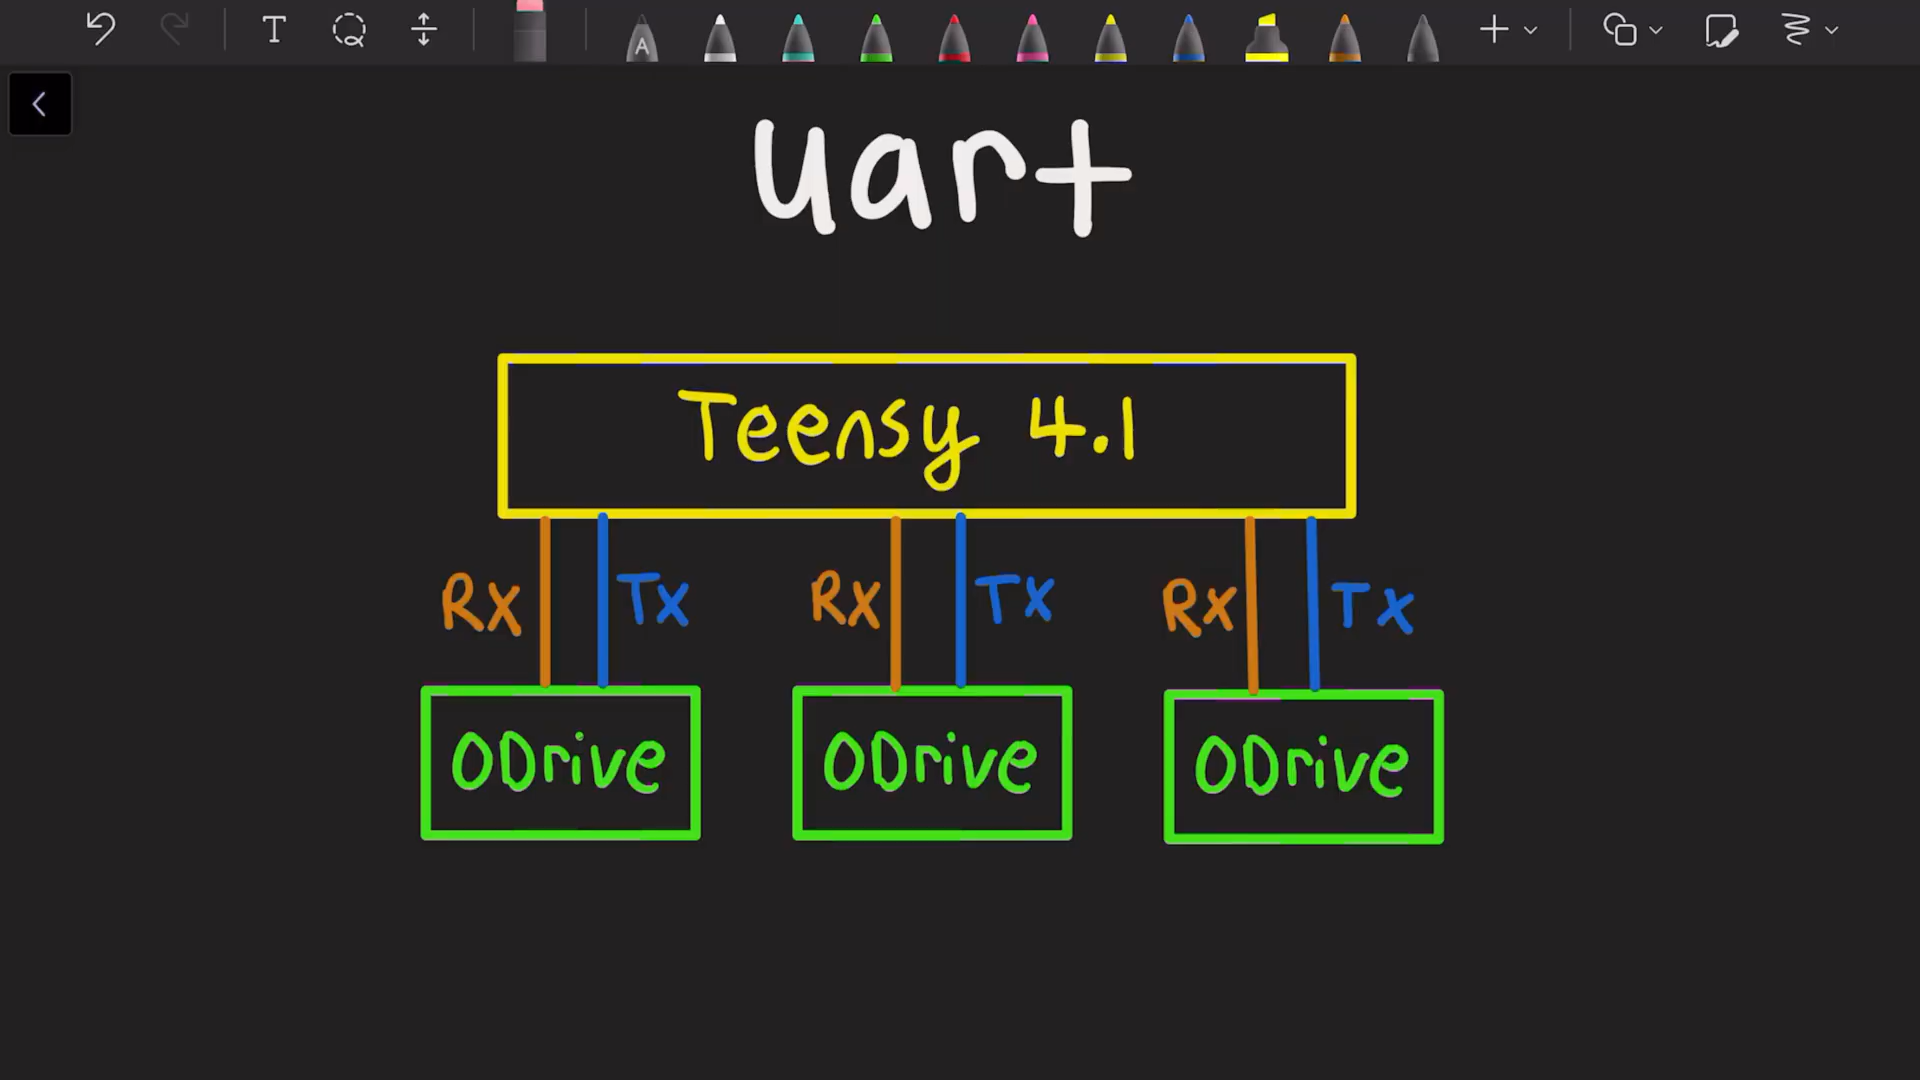 T
A
uart
Teensy 4.1
Rx Tx Rx Tx Rx Tx
ODrive ODrive ODrive